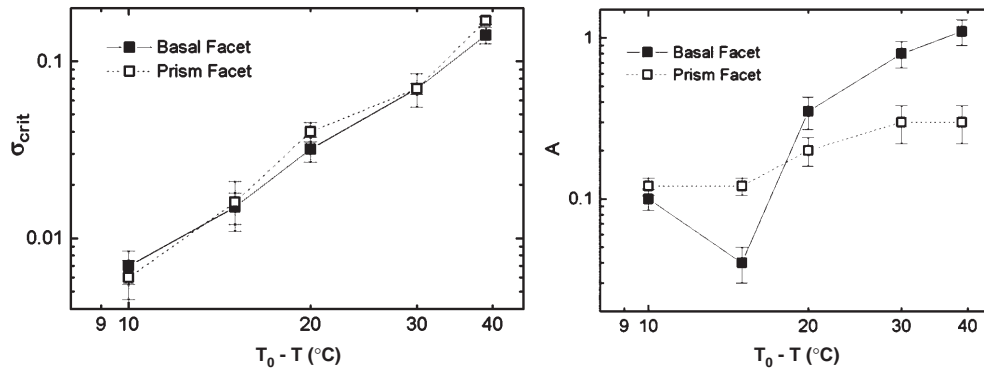 0.1
0.01
σcrit
Basal Facet
Prism Facet
9 10 20 30 40
T0 - T (°C)
1
0.1
A
Basal Facet
Prism Facet
9 10 20 30 40
T0 - T (°C)